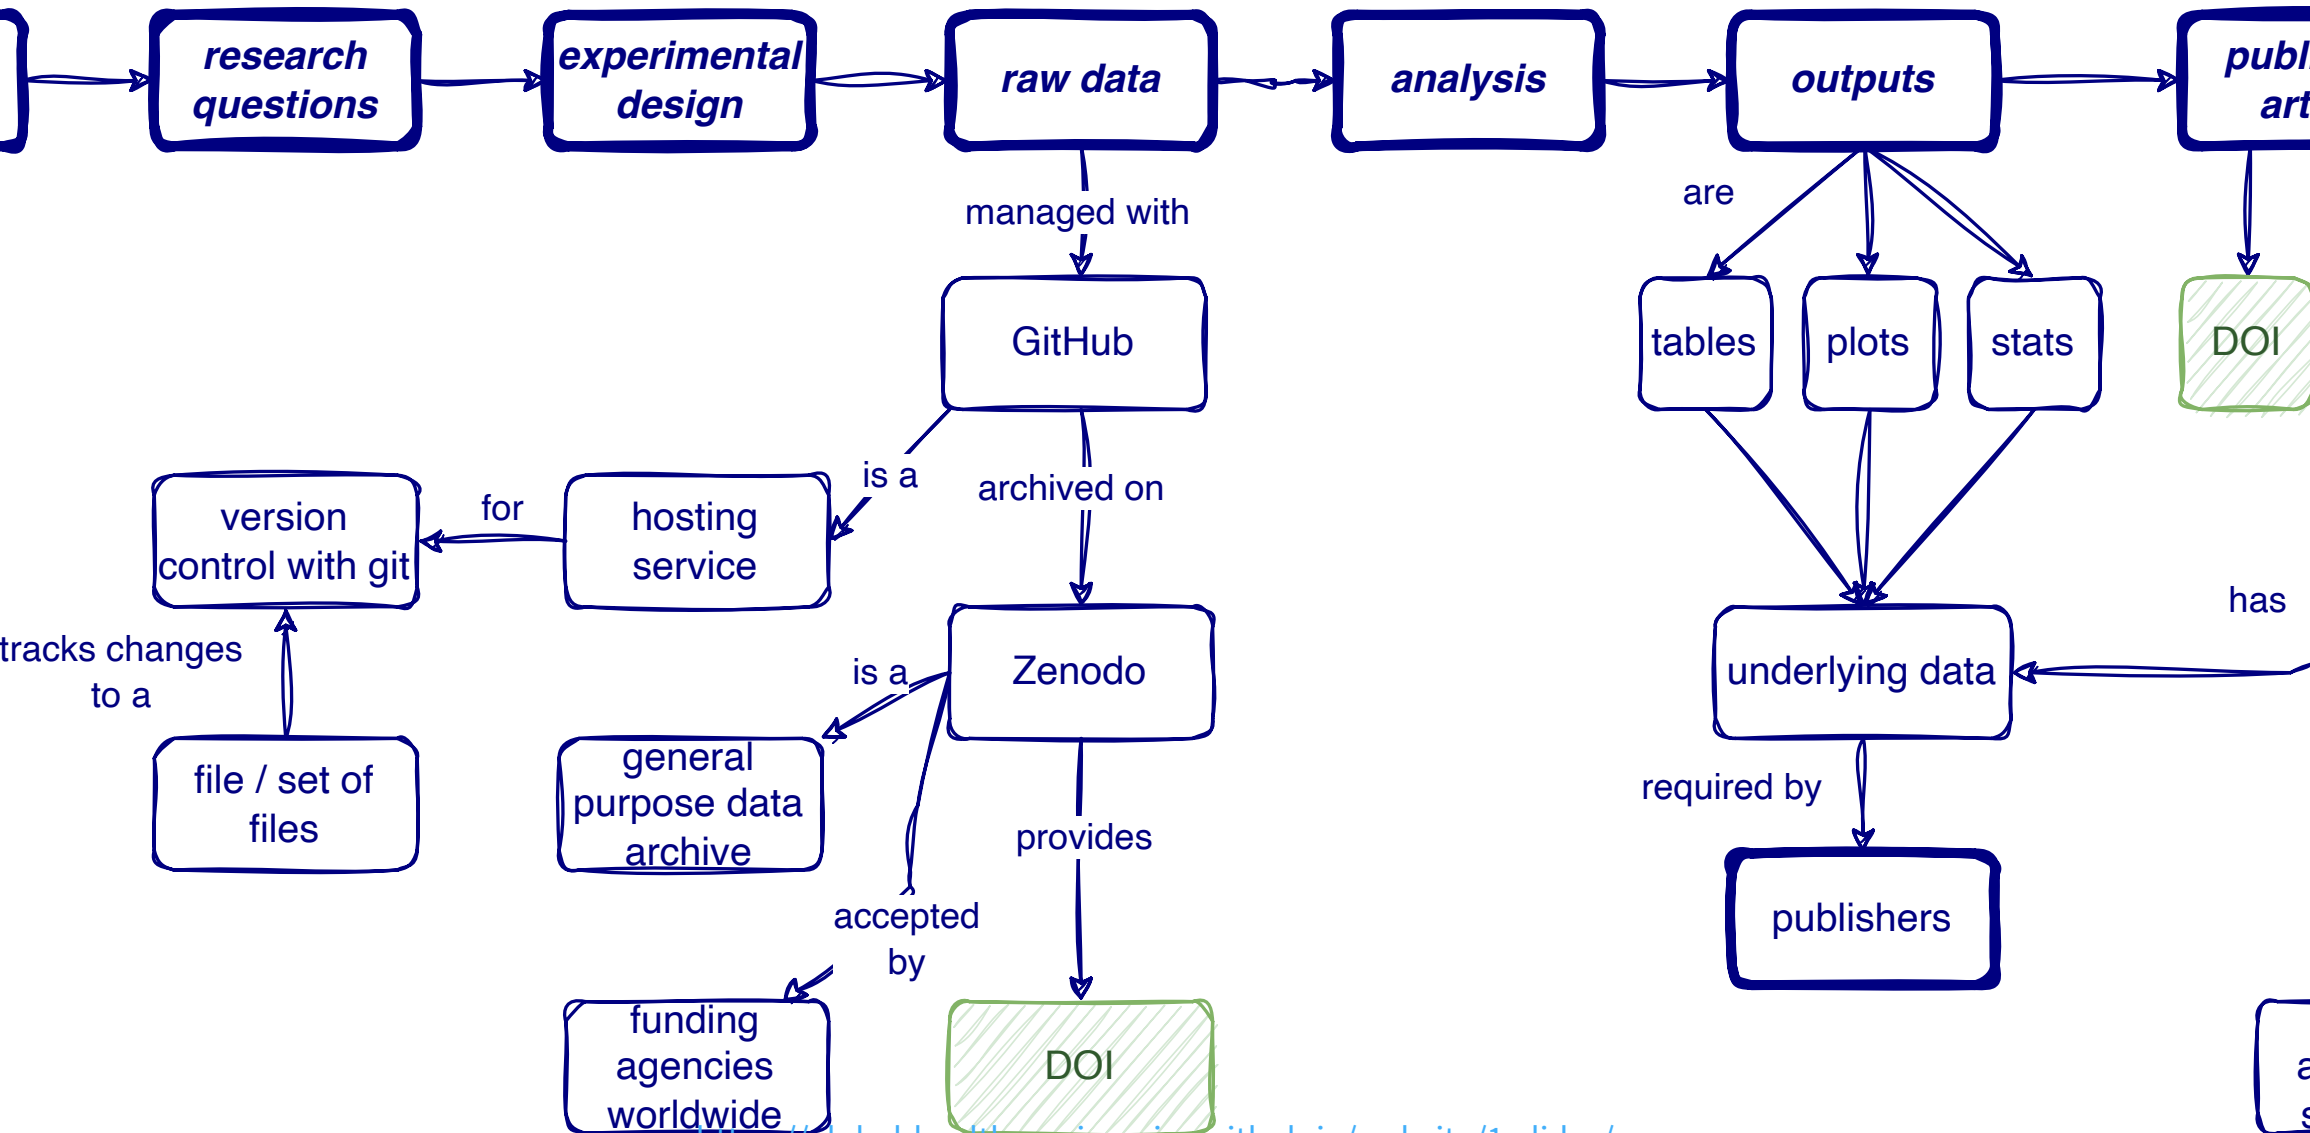 research
questions
experimental
design
raw data
analysis
outputs
managed with
are
GitHub
tables
plots
stats
DOI
is a
archived on
for
version
control with git
hosting
service
has
tracks changes
to a
is a
Zenodo
underlying data
file / set of
files
general
purpose data
archive
required by
provides
accepted
by
publishers
funding
agencies
worldwide
DOI